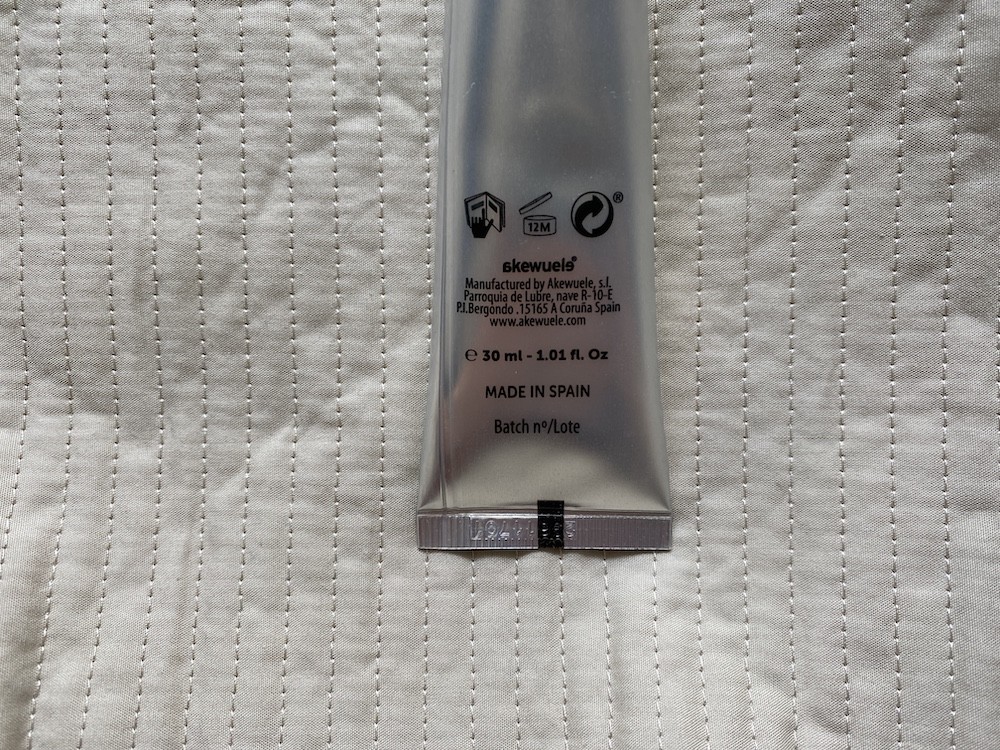 12M
®
akewuele®
Manufactured by Akewuele, s.l.
Parroquia de Lubre, nave R-10-E
P.I.Bergondo .15165 A Coruña Spain
www.akewuele.com
℮ 30 ml - 1.01 fl. Oz
MADE IN SPAIN
Batch nº/Lote